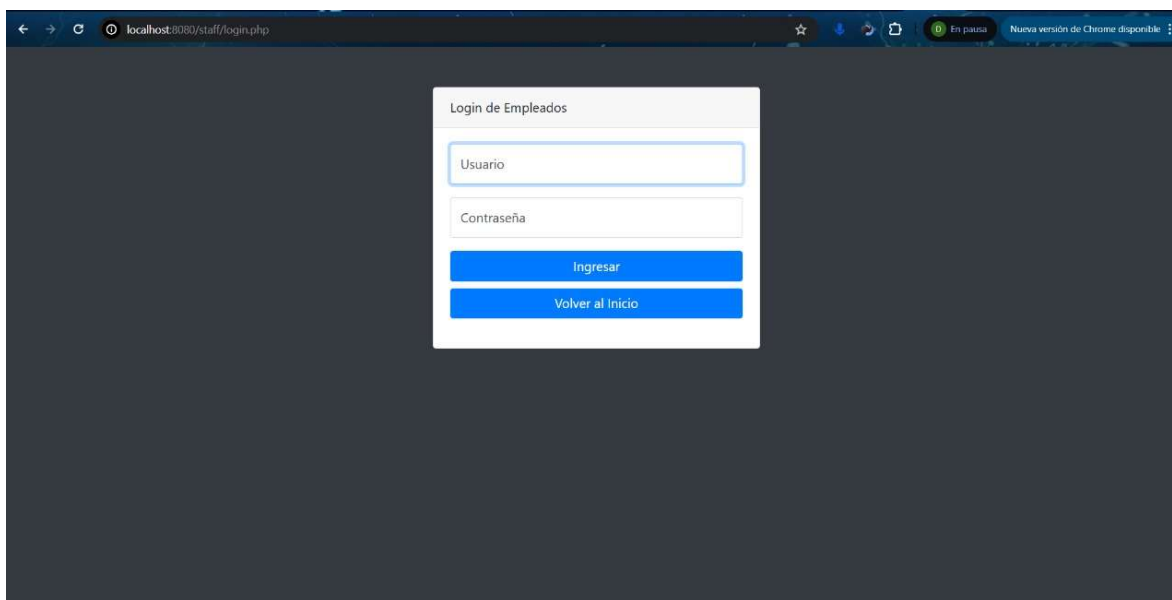 localhost:8080/staff/login.php
D En pausa
Nueva versión de Chrome disponible
Login de Empleados
Usuario
Contraseña
Ingresar
Volver al Inicio